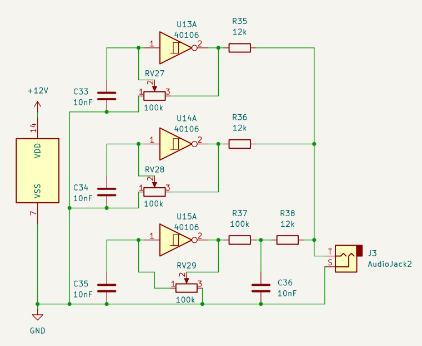 U13A
40106
1
2
R35
12k
RV27
2
1
3
100k
C33
10nF
+12V
14
VDD
VSS
7
GND
U14A
40106
1
2
R36
12k
RV28
2
1
3
100k
C34
10nF
U15A
40106
1
2
R37
100k
R38
12k
RV29
2
1
3
100k
C35
10nF
C36
10nF
T
S
J3
AudioJack2